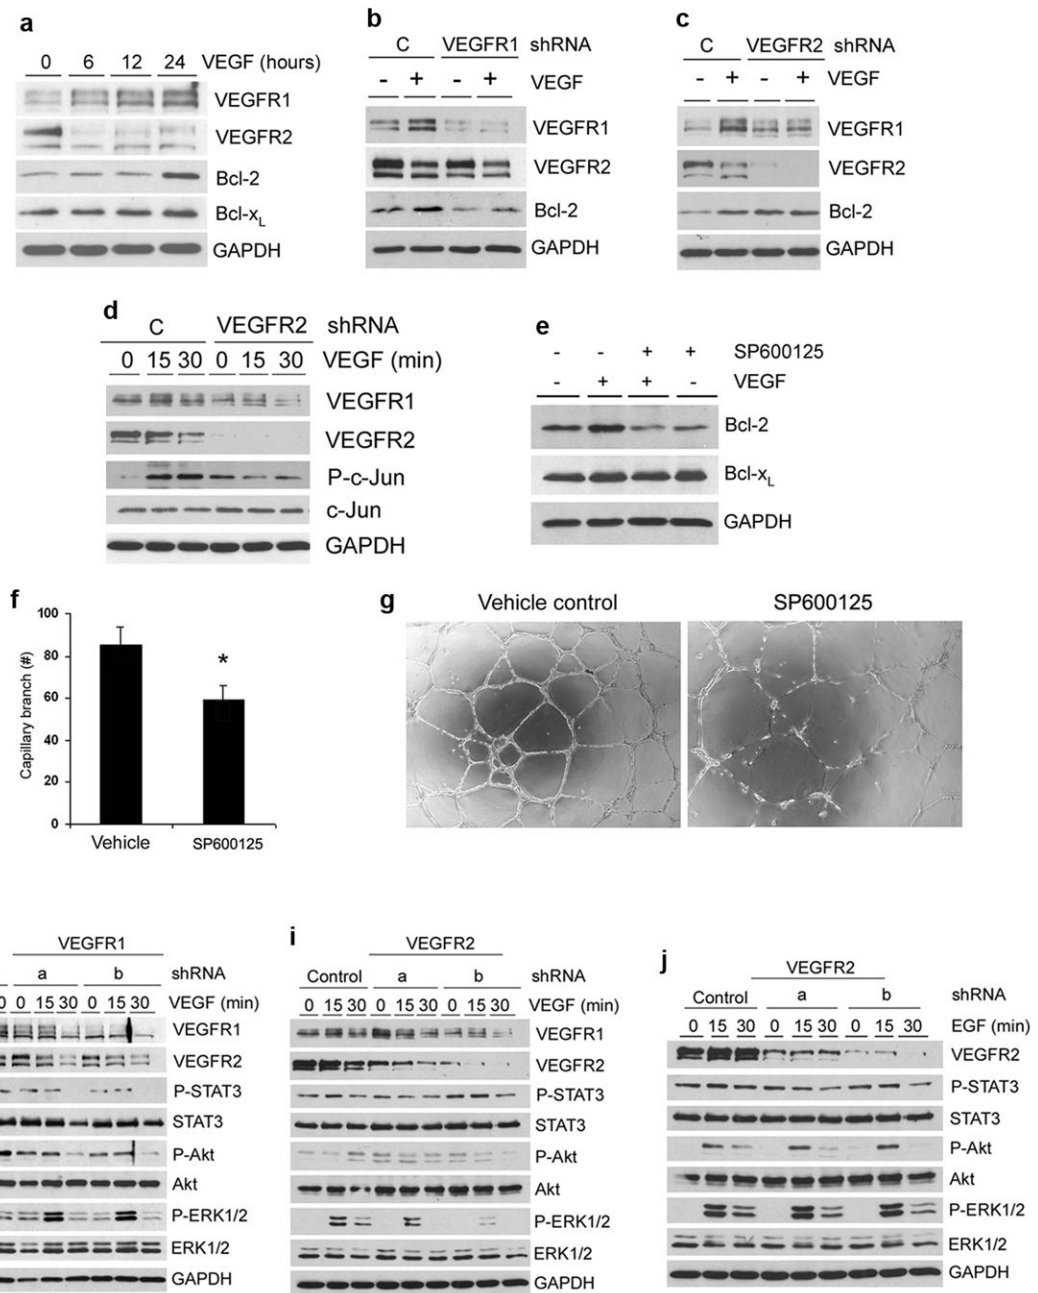 a
0 6 12 24 VEGF (hours)
VEGFR1
VEGFR2
Bcl-2
Bcl-xL
GAPDH
b
C VEGFR1 shRNA
- + - + VEGF
VEGFR1
VEGFR2
Bcl-2
GAPDH
c
C VEGFR2 shRNA
- + - + VEGF
VEGFR1
VEGFR2
Bcl-2
GAPDH
d
C VEGFR2 shRNA
0 15 30 0 15 30 VEGF (min)
VEGFR1
VEGFR2
P-c-Jun
c-Jun
GAPDH
e
- - + + SP600125
- + + - VEGF
Bcl-2
Bcl-xL
GAPDH
f
100
80
60
40
20
0
Capillary branch (#)
*
Vehicle SP600125
g
Vehicle control SP600125
VEGFR1
a b shRNA
0 0 15 30 0 15 30 VEGF (min)
VEGFR1
VEGFR2
P-STAT3
STAT3
P-Akt
Akt
P-ERK1/2
ERK1/2
GAPDH
i
VEGFR2
Control a b shRNA
0 15 30 0 15 30 0 15 30 VEGF (min)
VEGFR1
VEGFR2
P-STAT3
STAT3
P-Akt
Akt
P-ERK1/2
ERK1/2
GAPDH
j
VEGFR2
Control a b shRNA
0 15 30 0 15 30 0 15 30 EGF (min)
VEGFR2
P-STAT3
STAT3
P-Akt
Akt
P-ERK1/2
ERK1/2
GAPDH